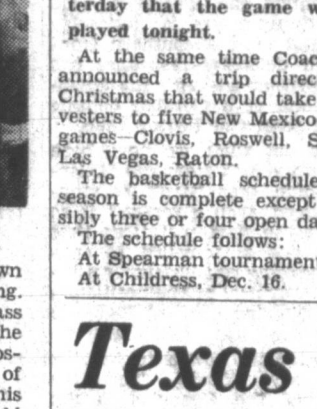 terday that the game w
played tonight.
At the same time Coac
announced a trip direc
Christmas that would take
vesters to five New Mexico
games—Clovis, Roswell, S
Las Vegas, Raton.
The basketball schedule
season is complete except
sibly three or four open da
The schedule follows:
At Spearman tournament
At Childress, Dec. 16.
wn
ng.
ass
he
os-
of
his
Texas